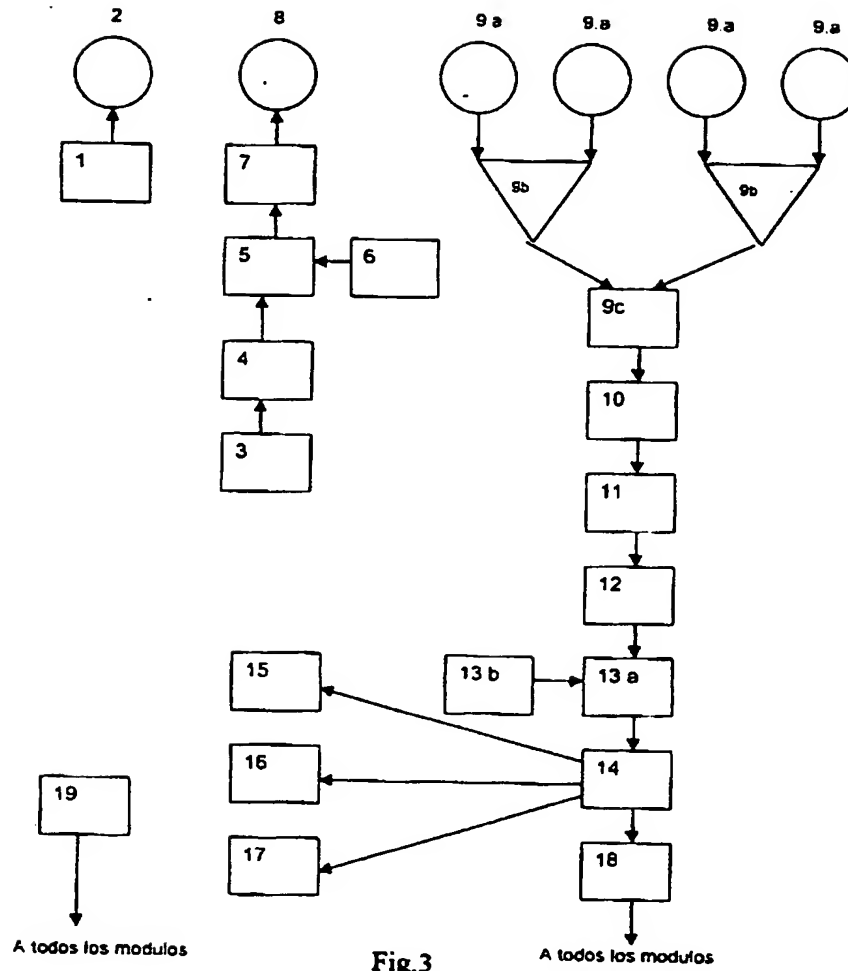 2 8 9 a 9.a 9.a 9.a
1 7 9b 9b
5 6
9c
4
10
3
11
12
15 13 b 13 a
16 14
19
17 18
A todos los modulos A todos los modulos
Fig.3